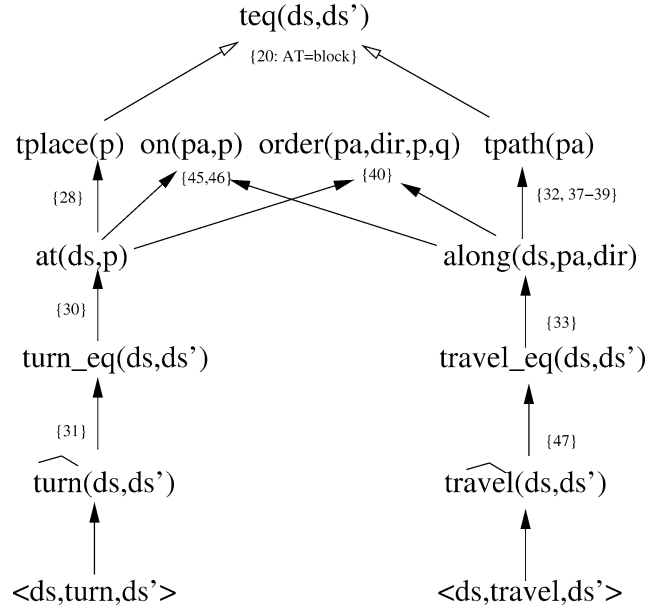 teq(ds,ds’)
{20: AT=block}
tplace(p) on(pa,p) order(pa,dir,p,q) tpath(pa)
{28} {45,46} {40} {32, 37−39}
at(ds,p) along(ds,pa,dir)
{30} {33}
turn_eq(ds,ds’) travel_eq(ds,ds’)
{31} {47}
turn(ds,ds’) travel(ds,ds’)
<ds,turn,ds’> <ds,travel,ds’>